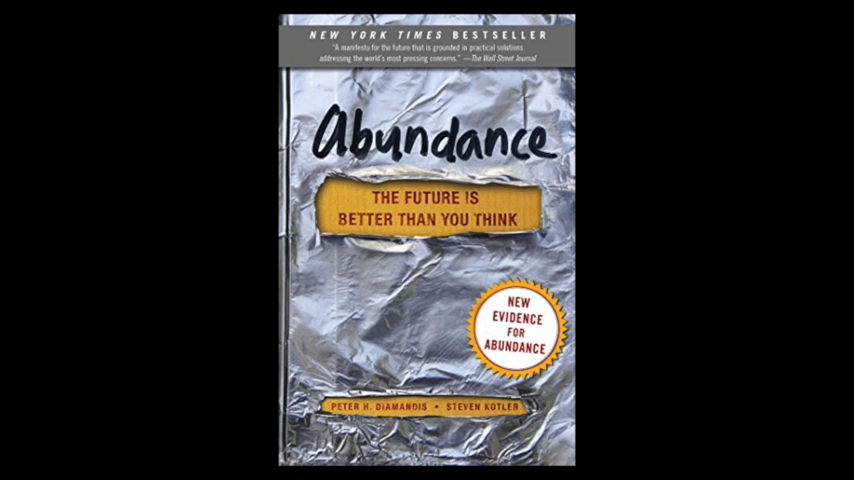 NEW YORK TIMES BESTSELLER
"A manifesto for the future that is grounded in practical solutions
addressing the world's most pressing concerns." —The Wall Street Journal
Abundance
THE FUTURE IS
BETTER THAN YOU THINK
NEW
EVIDENCE
FOR
ABUNDANCE
PETER H. DIAMANDIS • STEVEN KOTLER